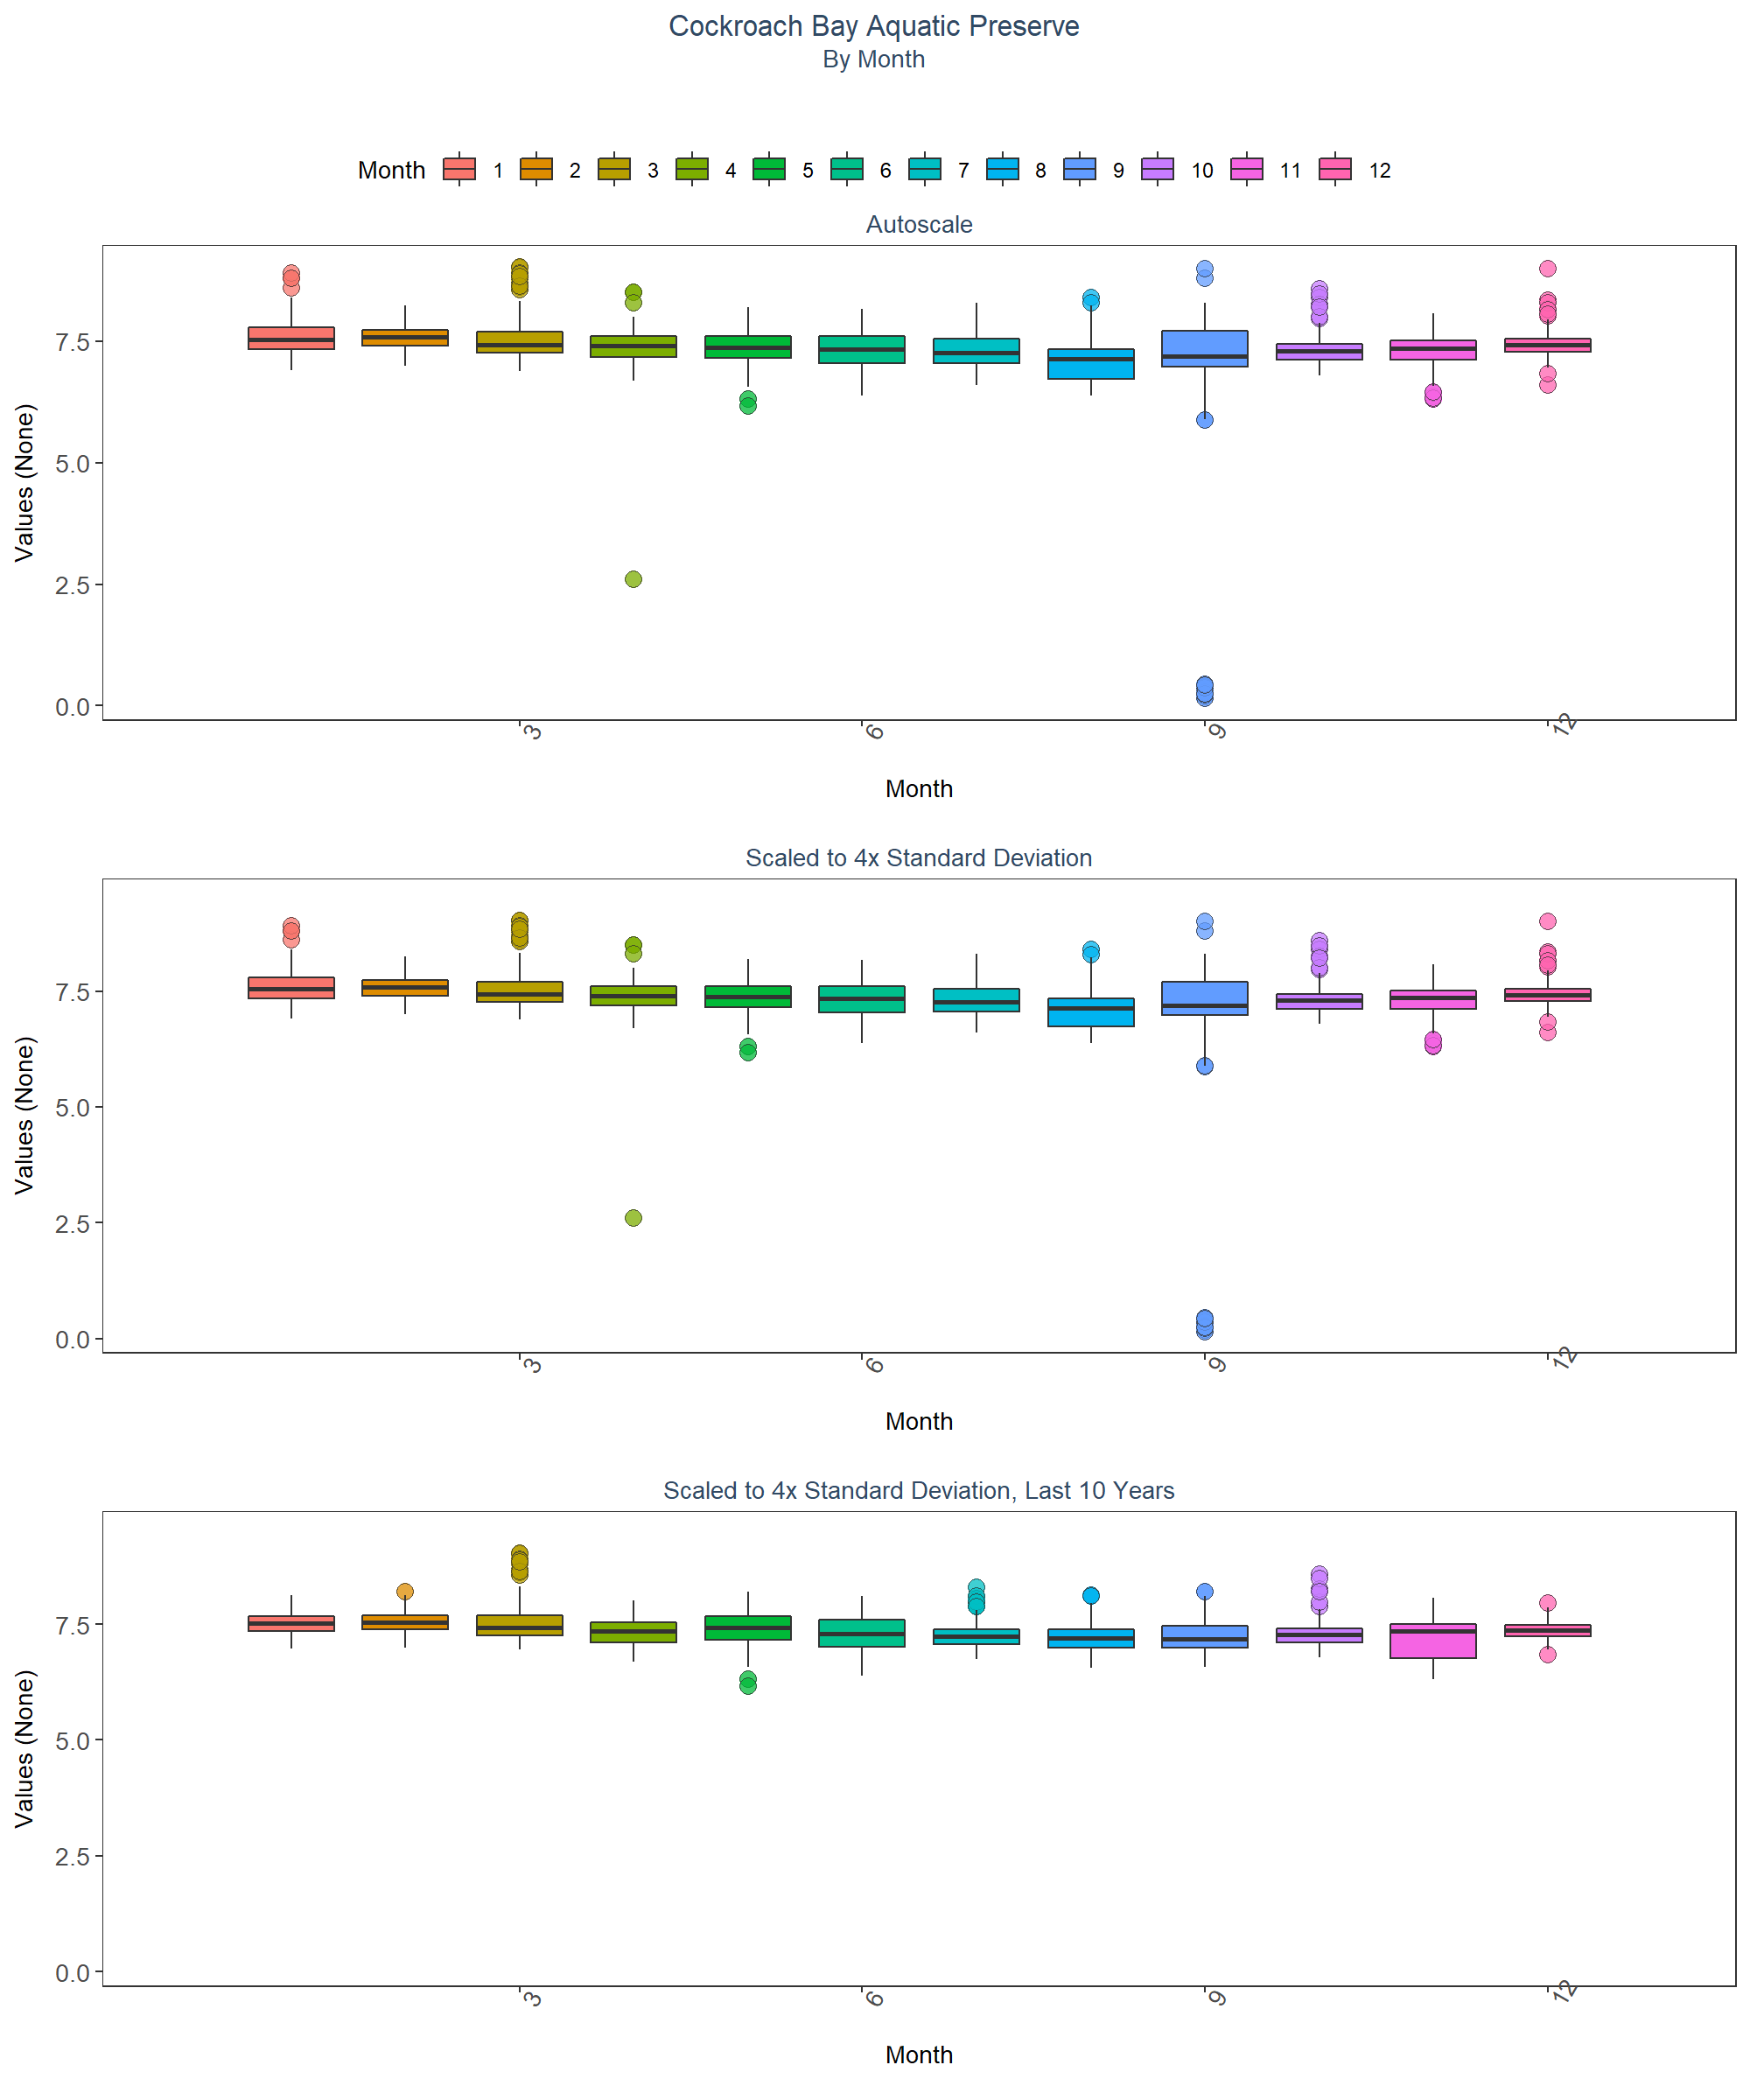 Cockroach Bay Aquatic Preserve
By Month
Month 1 2 3 4 5 6 7 8 9 10 11 12
Autoscale
Values (None)
7.5
5.0
2.5
0.0
3 6 9 12
Month
Scaled to 4x Standard Deviation
Values (None)
7.5
5.0
2.5
0.0
3 6 9 12
Month
Scaled to 4x Standard Deviation, Last 10 Years
Values (None)
7.5
5.0
2.5
0.0
3 6 9 12
Month